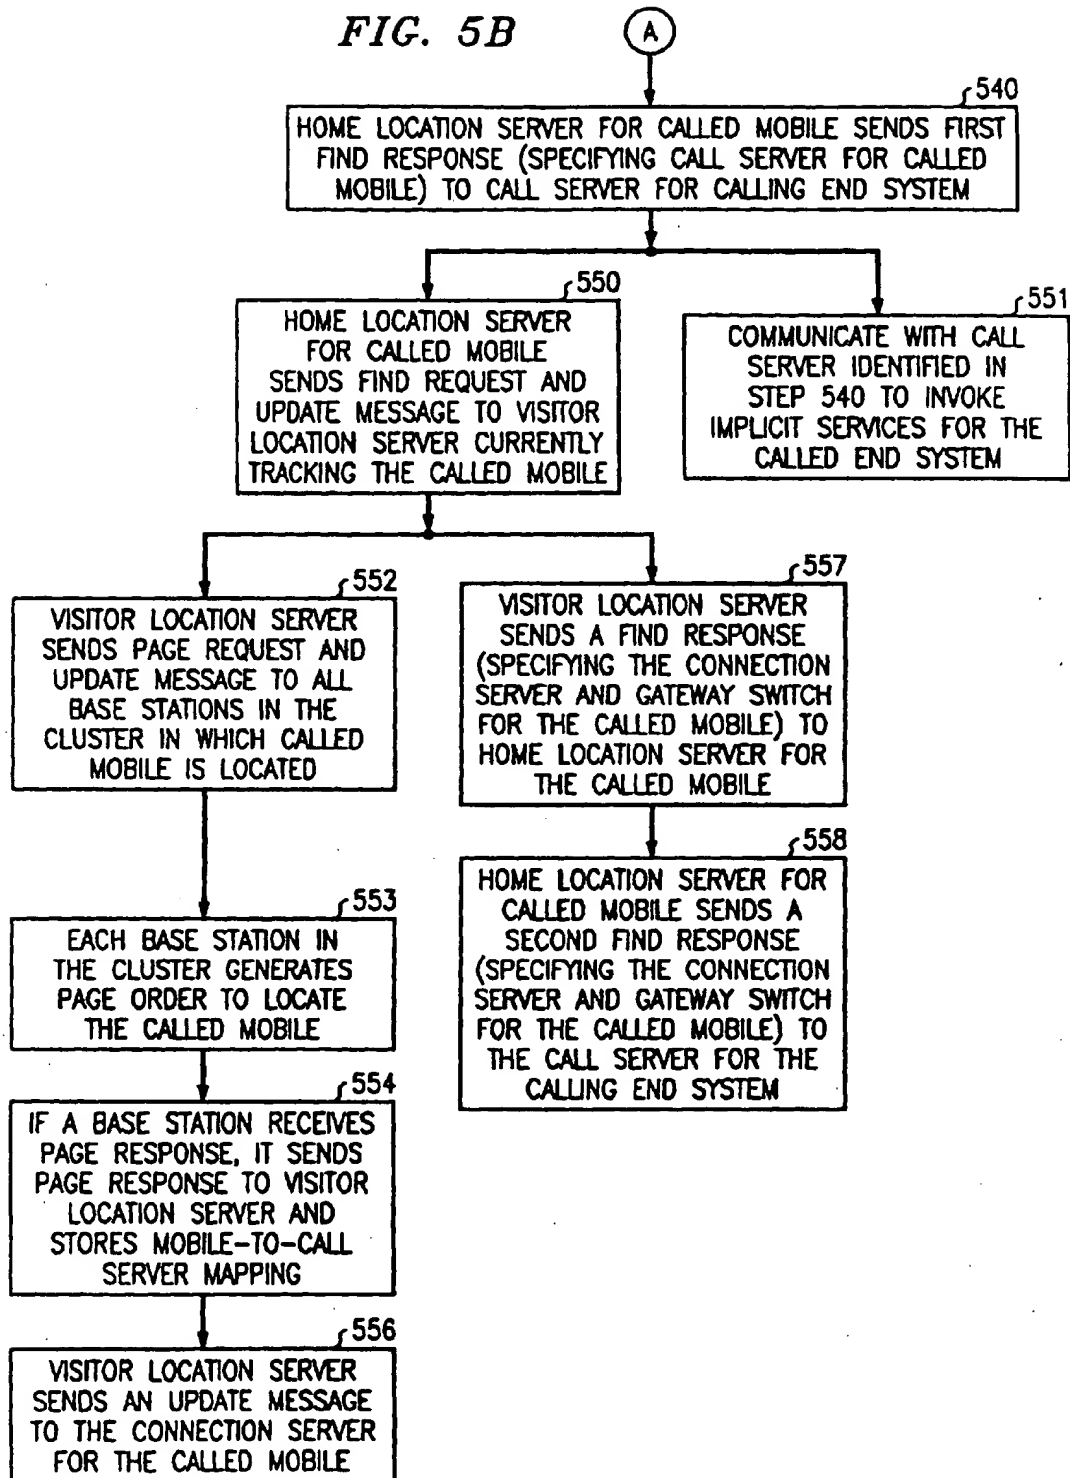 FIG. 5B
A
540
HOME LOCATION SERVER FOR CALLED MOBILE SENDS FIRST
FIND RESPONSE (SPECIFYING CALL SERVER FOR CALLED
MOBILE) TO CALL SERVER FOR CALLING END SYSTEM
550
HOME LOCATION SERVER
FOR CALLED MOBILE
SENDS FIND REQUEST AND
UPDATE MESSAGE TO VISITOR
LOCATION SERVER CURRENTLY
TRACKING THE CALLED MOBILE
551
COMMUNICATE WITH CALL
SERVER IDENTIFIED IN
STEP 540 TO INVOKE
IMPLICIT SERVICES FOR THE
CALLED END SYSTEM
552
VISITOR LOCATION SERVER
SENDS PAGE REQUEST AND
UPDATE MESSAGE TO ALL
BASE STATIONS IN THE
CLUSTER IN WHICH CALLED
MOBILE IS LOCATED
557
VISITOR LOCATION SERVER
SENDS A FIND RESPONSE
(SPECIFYING THE CONNECTION
SERVER AND GATEWAY SWITCH
FOR THE CALLED MOBILE) TO
HOME LOCATION SERVER FOR
THE CALLED MOBILE
553
EACH BASE STATION IN
THE CLUSTER GENERATES
PAGE ORDER TO LOCATE
THE CALLED MOBILE
558
HOME LOCATION SERVER FOR
CALLED MOBILE SENDS A
SECOND FIND RESPONSE
(SPECIFYING THE CONNECTION
SERVER AND GATEWAY SWITCH
FOR THE CALLED MOBILE) TO
THE CALL SERVER FOR THE
CALLING END SYSTEM
554
IF A BASE STATION RECEIVES
PAGE RESPONSE, IT SENDS
PAGE RESPONSE TO VISITOR
LOCATION SERVER AND
STORES MOBILE-TO-CALL
SERVER MAPPING
556
VISITOR LOCATION SERVER
SENDS AN UPDATE MESSAGE
TO THE CONNECTION SERVER
FOR THE CALLED MOBILE